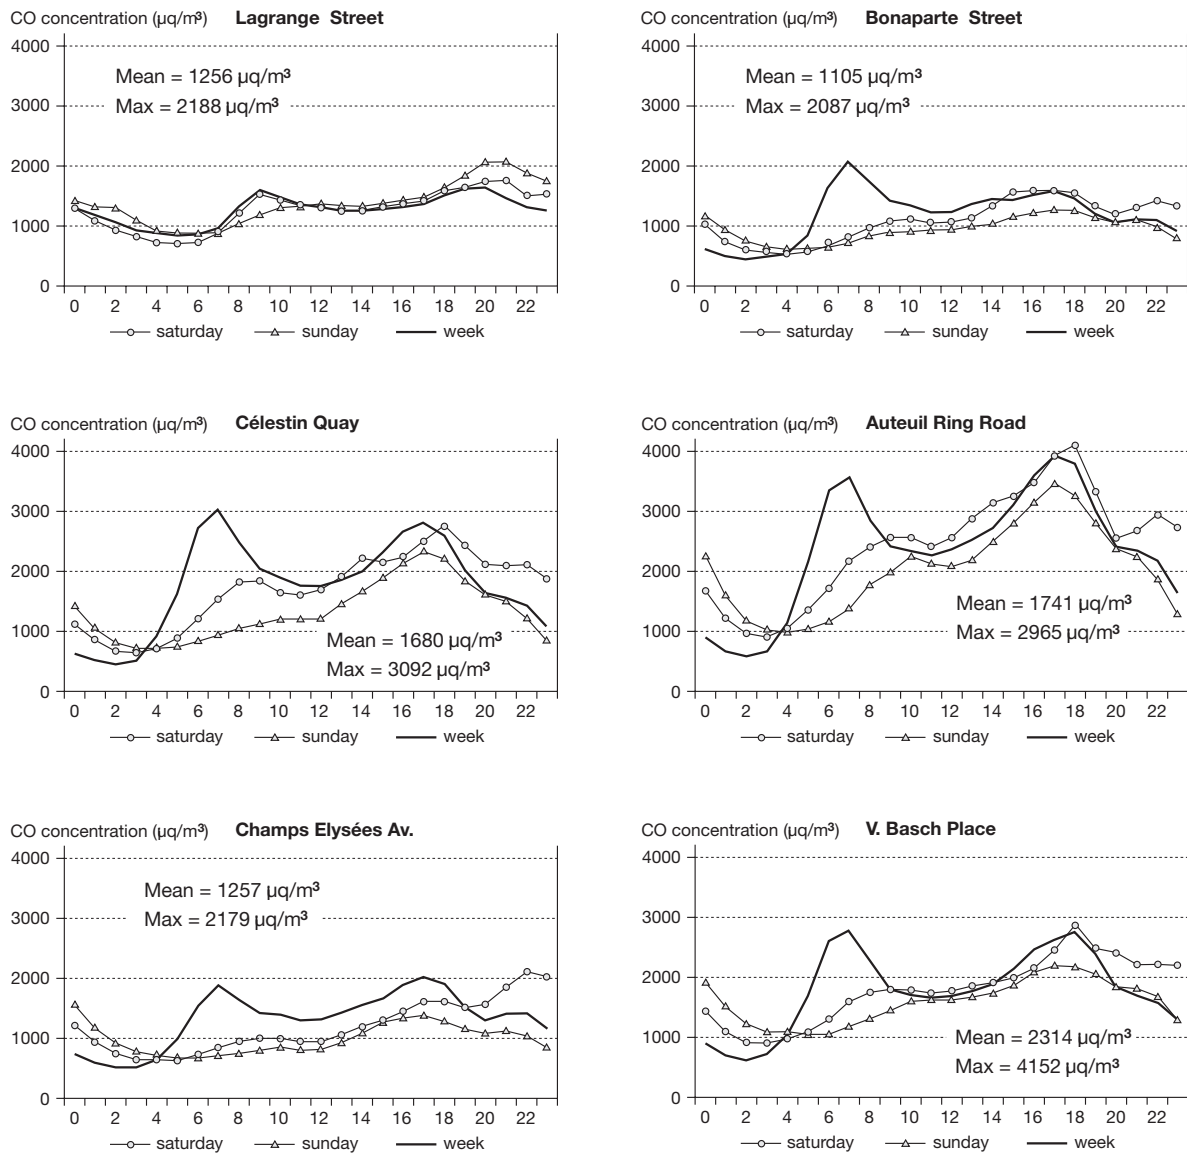 CO concentration (µq/m³) Lagrange Street
4000
Mean = 1256 µq/m³
3000
Max = 2188 µq/m³
2000
1000
0
0 2 4 6 8 10 12 14 16 18 20 22
saturday sunday week
CO concentration (µq/m³) Bonaparte Street
4000
Mean = 1105 µq/m³
3000
Max = 2087 µq/m³
2000
1000
0
0 2 4 6 8 10 12 14 16 18 20 22
saturday sunday week
CO concentration (µq/m³) Célestin Quay
4000
3000
2000
1000
Mean = 1680 µq/m³
Max = 3092 µq/m³
0
0 2 4 6 8 10 12 14 16 18 20 22
saturday sunday week
CO concentration (µq/m³) Auteuil Ring Road
4000
3000
2000
Mean = 1741 µq/m³
1000
Max = 2965 µq/m³
0
0 2 4 6 8 10 12 14 16 18 20 22
saturday sunday week
CO concentration (µq/m³) Champs Elysées Av.
4000
Mean = 1257 µq/m³
3000
Max = 2179 µq/m³
2000
1000
0
0 2 4 6 8 10 12 14 16 18 20 22
saturday sunday week
CO concentration (µq/m³) V. Basch Place
4000
3000
2000
1000
Mean = 2314 µq/m³
Max = 4152 µq/m³
0
0 2 4 6 8 10 12 14 16 18 20 22
saturday sunday week